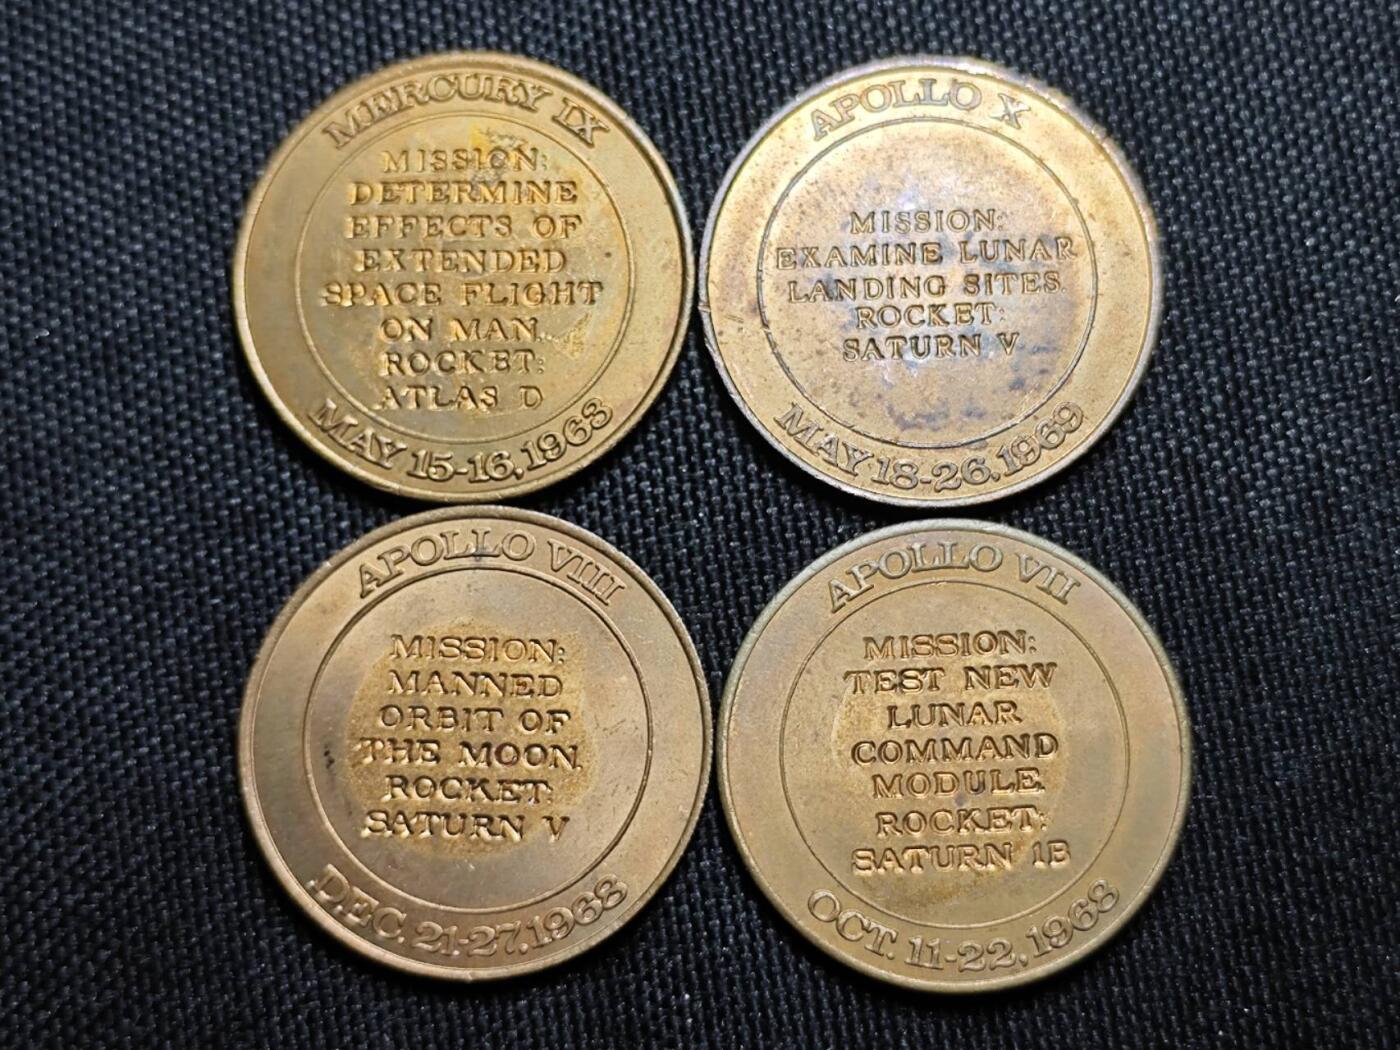 MERCURY IX
MISSION:
DETERMINE
EFFECTS OF
EXTENDED
SPACE FLIGHT
ON MAN.
ROCKET:
ATLAS D
MAY 15-16, 1963
APOLLO X
MISSION:
EXAMINE LUNAR
LANDING SITES.
ROCKET:
SATURN V
MAY 18-26, 1969
APOLLO VIII
MISSION:
MANNED
ORBIT OF
THE MOON.
ROCKET:
SATURN V
DEC. 21-27, 1968
APOLLO VII
MISSION:
TEST NEW
LUNAR
COMMAND
MODULE.
ROCKET:
SATURN 1B
OCT. 11-22, 1968